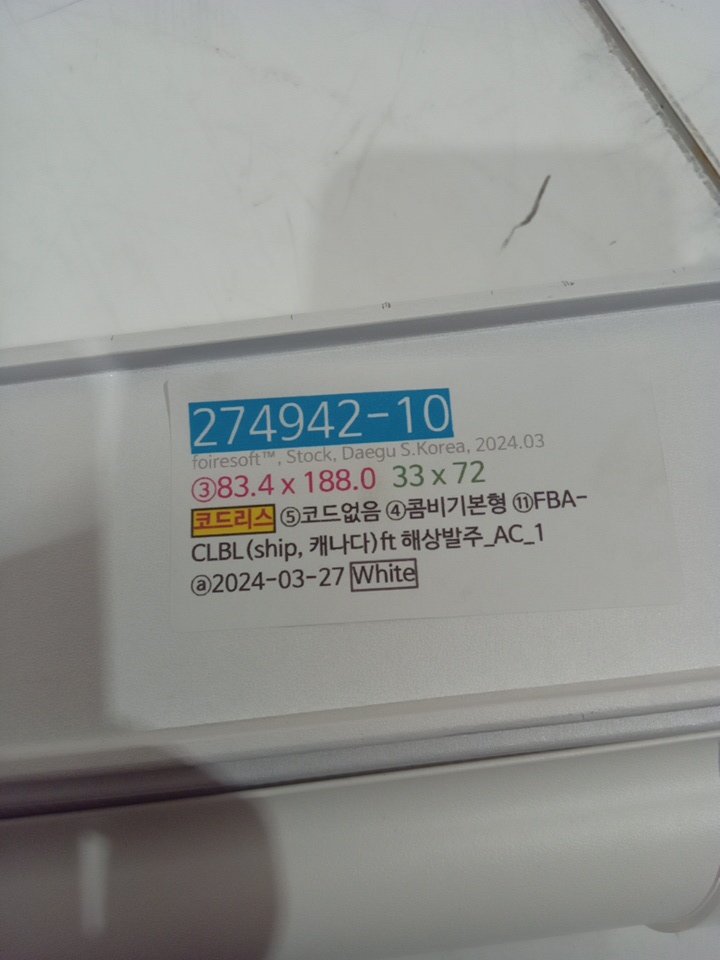 274942-10
foiresoft™, Stock, Daegu S.Korea, 2024.03
③83.4 x 188.0 33 x 72
코드리스 ⑤코드없음 ④콤비기본형 ⑪FBA-
CLBL(ship, 캐나다)ft 해상발주_AC_1
ⓐ2024-03-27 White